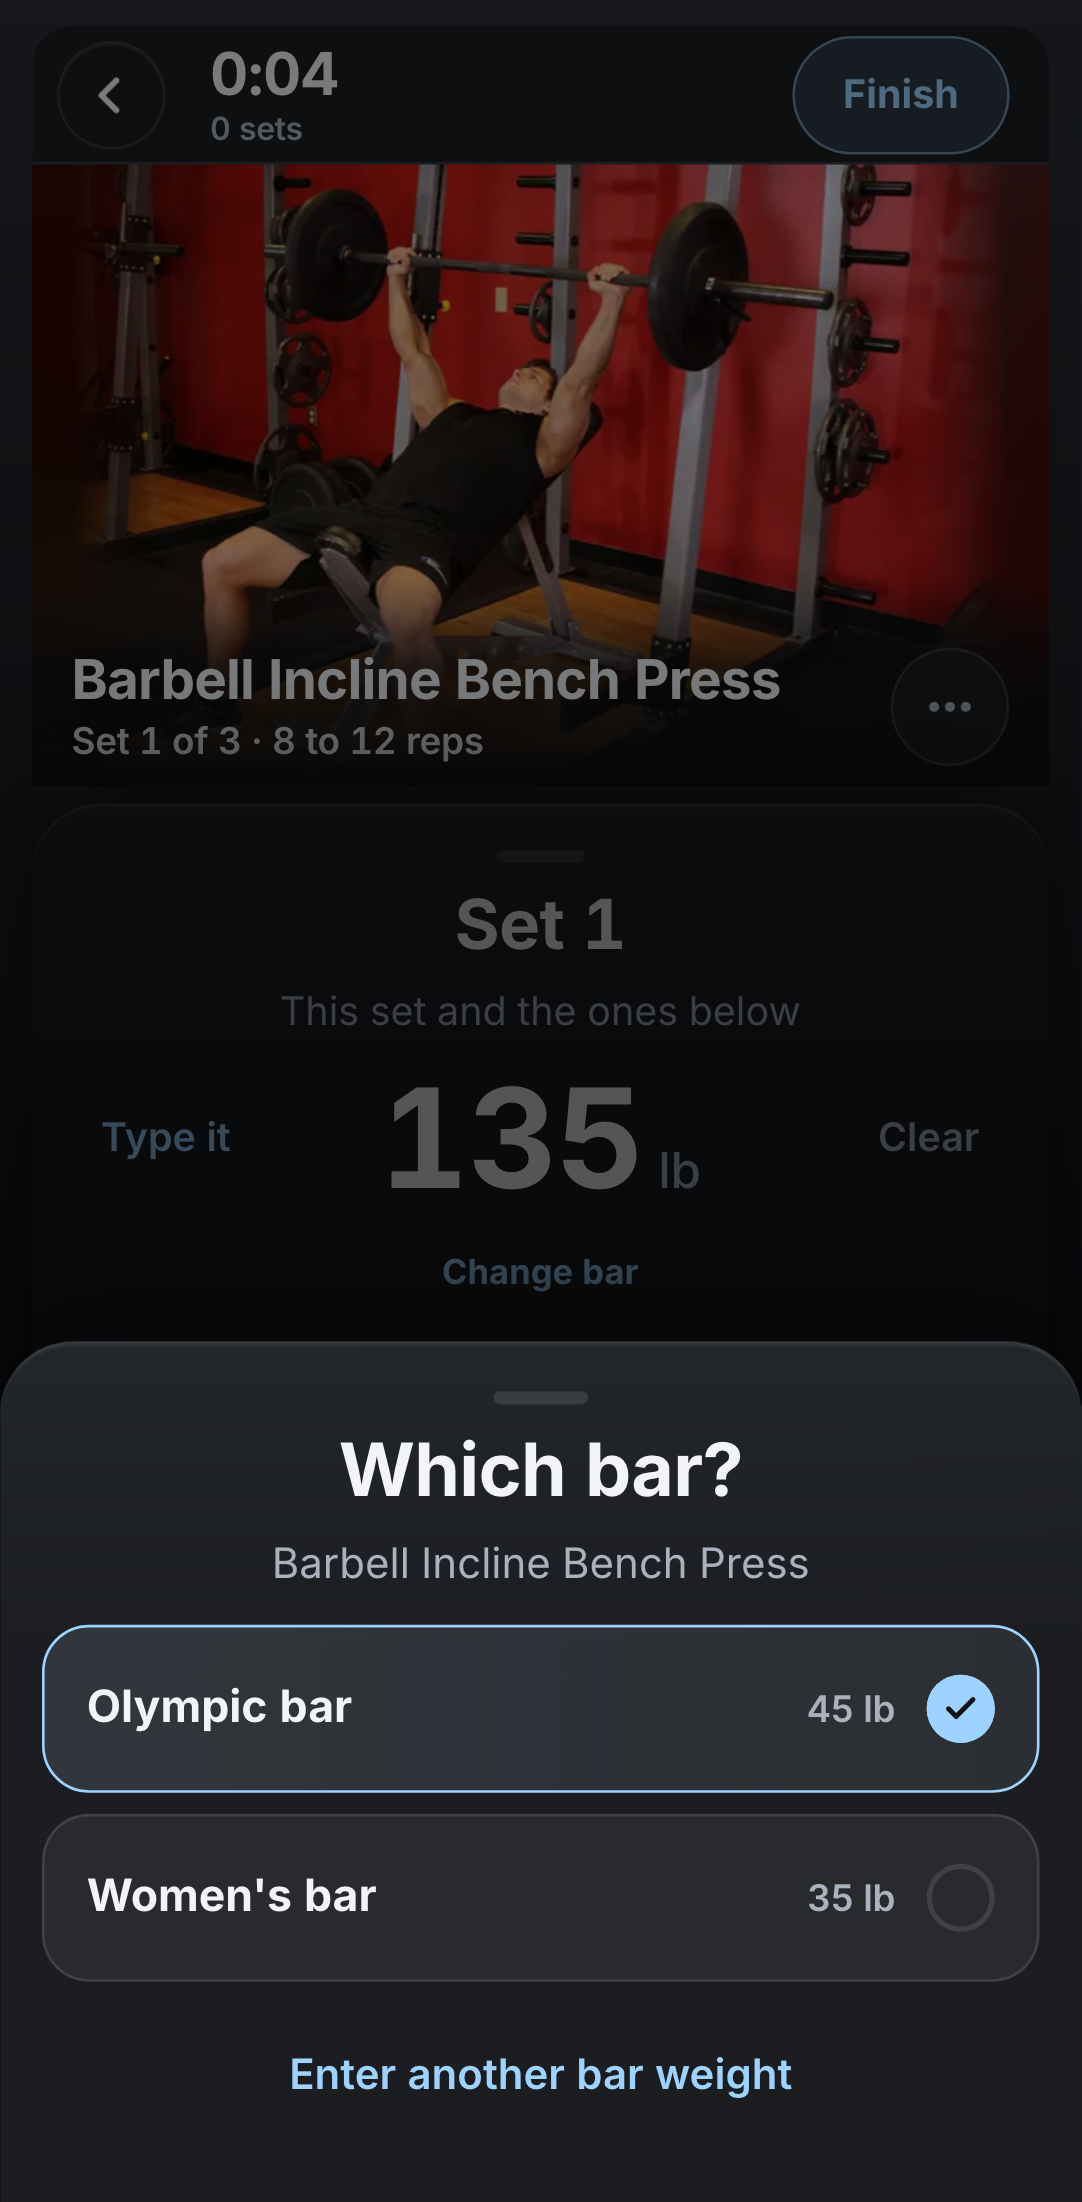 0:04
0 sets
Finish
Barbell Incline Bench Press
Set 1 of 3 · 8 to 12 reps
Set 1
This set and the ones below
Type it
135 lb
Clear
Change bar
Which bar?
Barbell Incline Bench Press
Olympic bar
45 lb
Women's bar
35 lb
Enter another bar weight